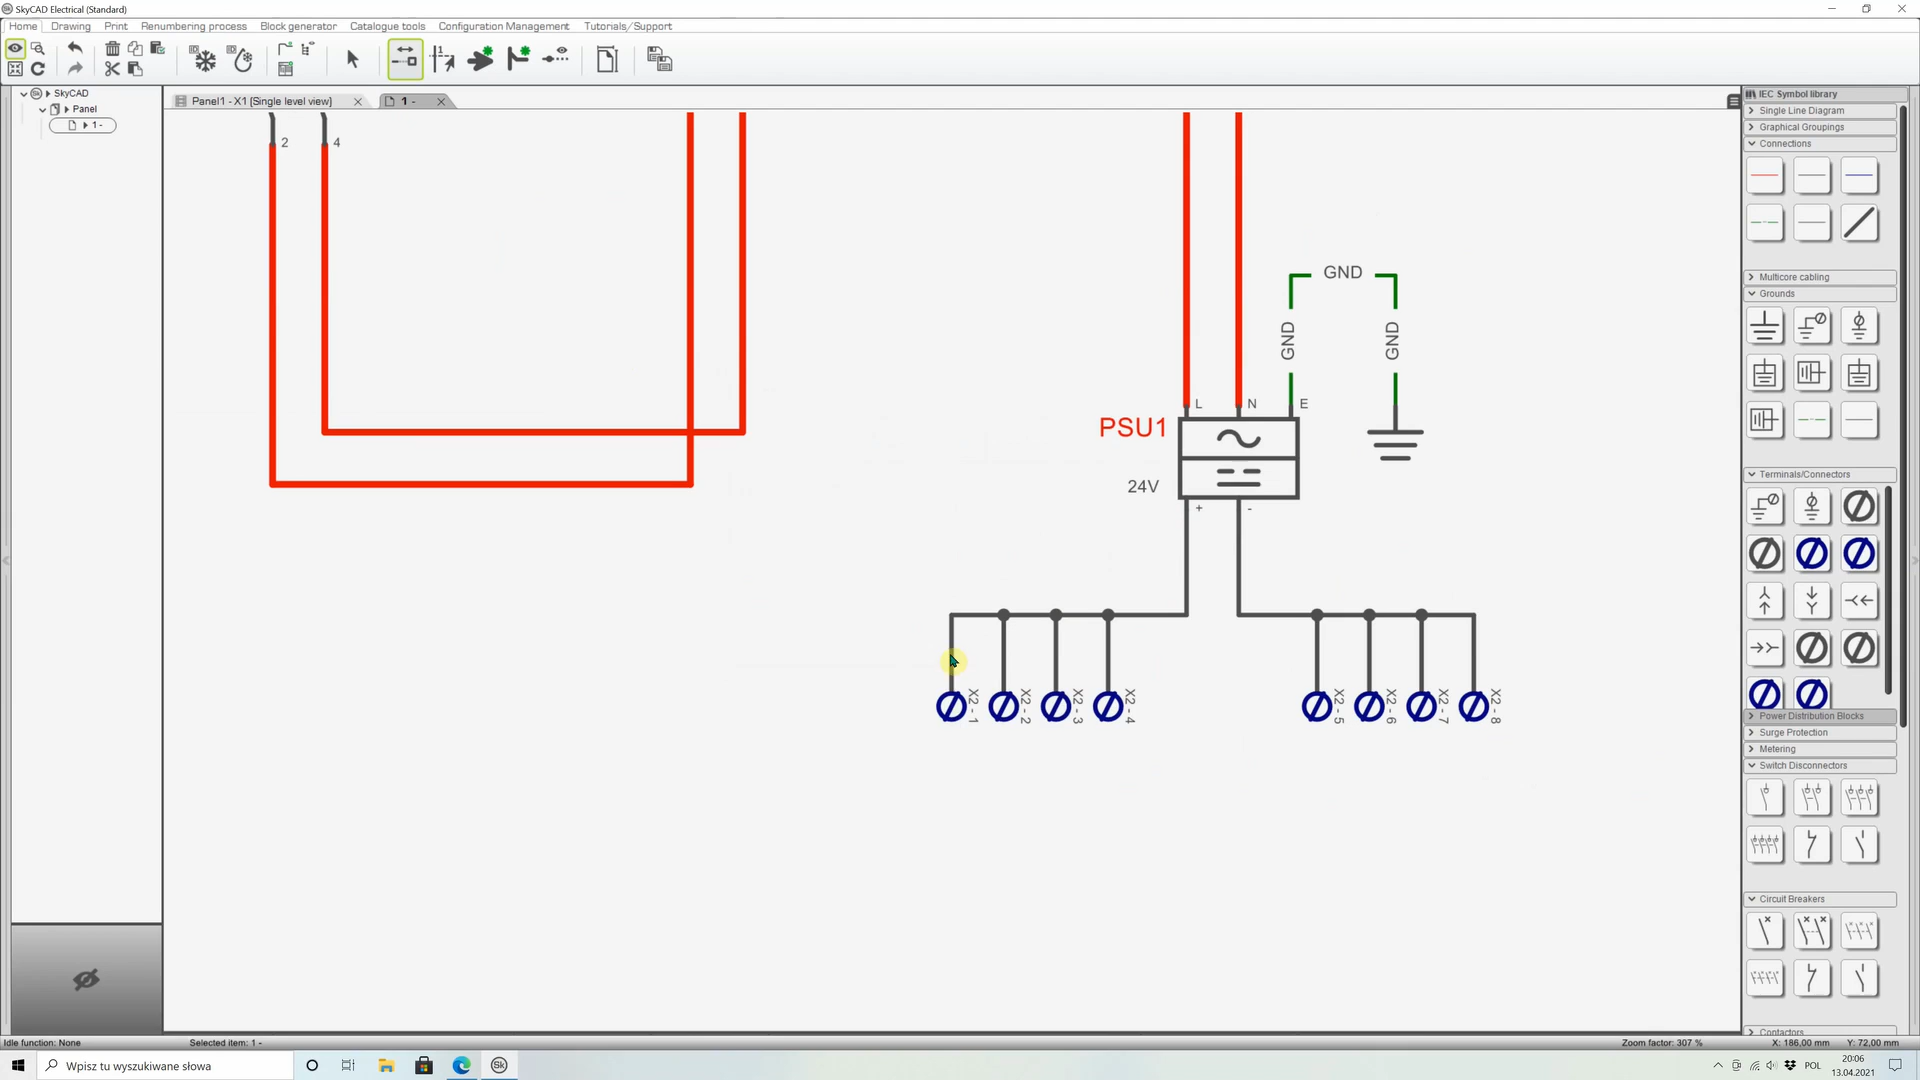 SkyCAD Electrical (Standard)
Home Drawing Print Renumbering process Block generator Catalogue tools Configuration Management Tutorials/Support
SkyCAD
Panel
1 -
Panel1 - X1 (Single level view)
1 -
2
4
GND
GND
GND
L
N
E
PSU1
24V
+
-
X2 - 1
X2 - 2
X2 - 3
X2 - 4
X2 - 5
X2 - 6
X2 - 7
X2 - 8
IEC Symbol library
Single Line Diagram
Graphical Groupings
Connections
Multicore cabling
Grounds
Terminals/Connectors
Power Distribution Blocks
Surge Protection
Metering
Switch Disconnectors
Circuit Breakers
Contactors
Idle function: None
Selected item: 1 -
Zoom factor: 307 %
X: 186,00 mm
Y: 72,00 mm
Wpisz tu wyszukiwane słowa
POL
20:06
13.04.2021